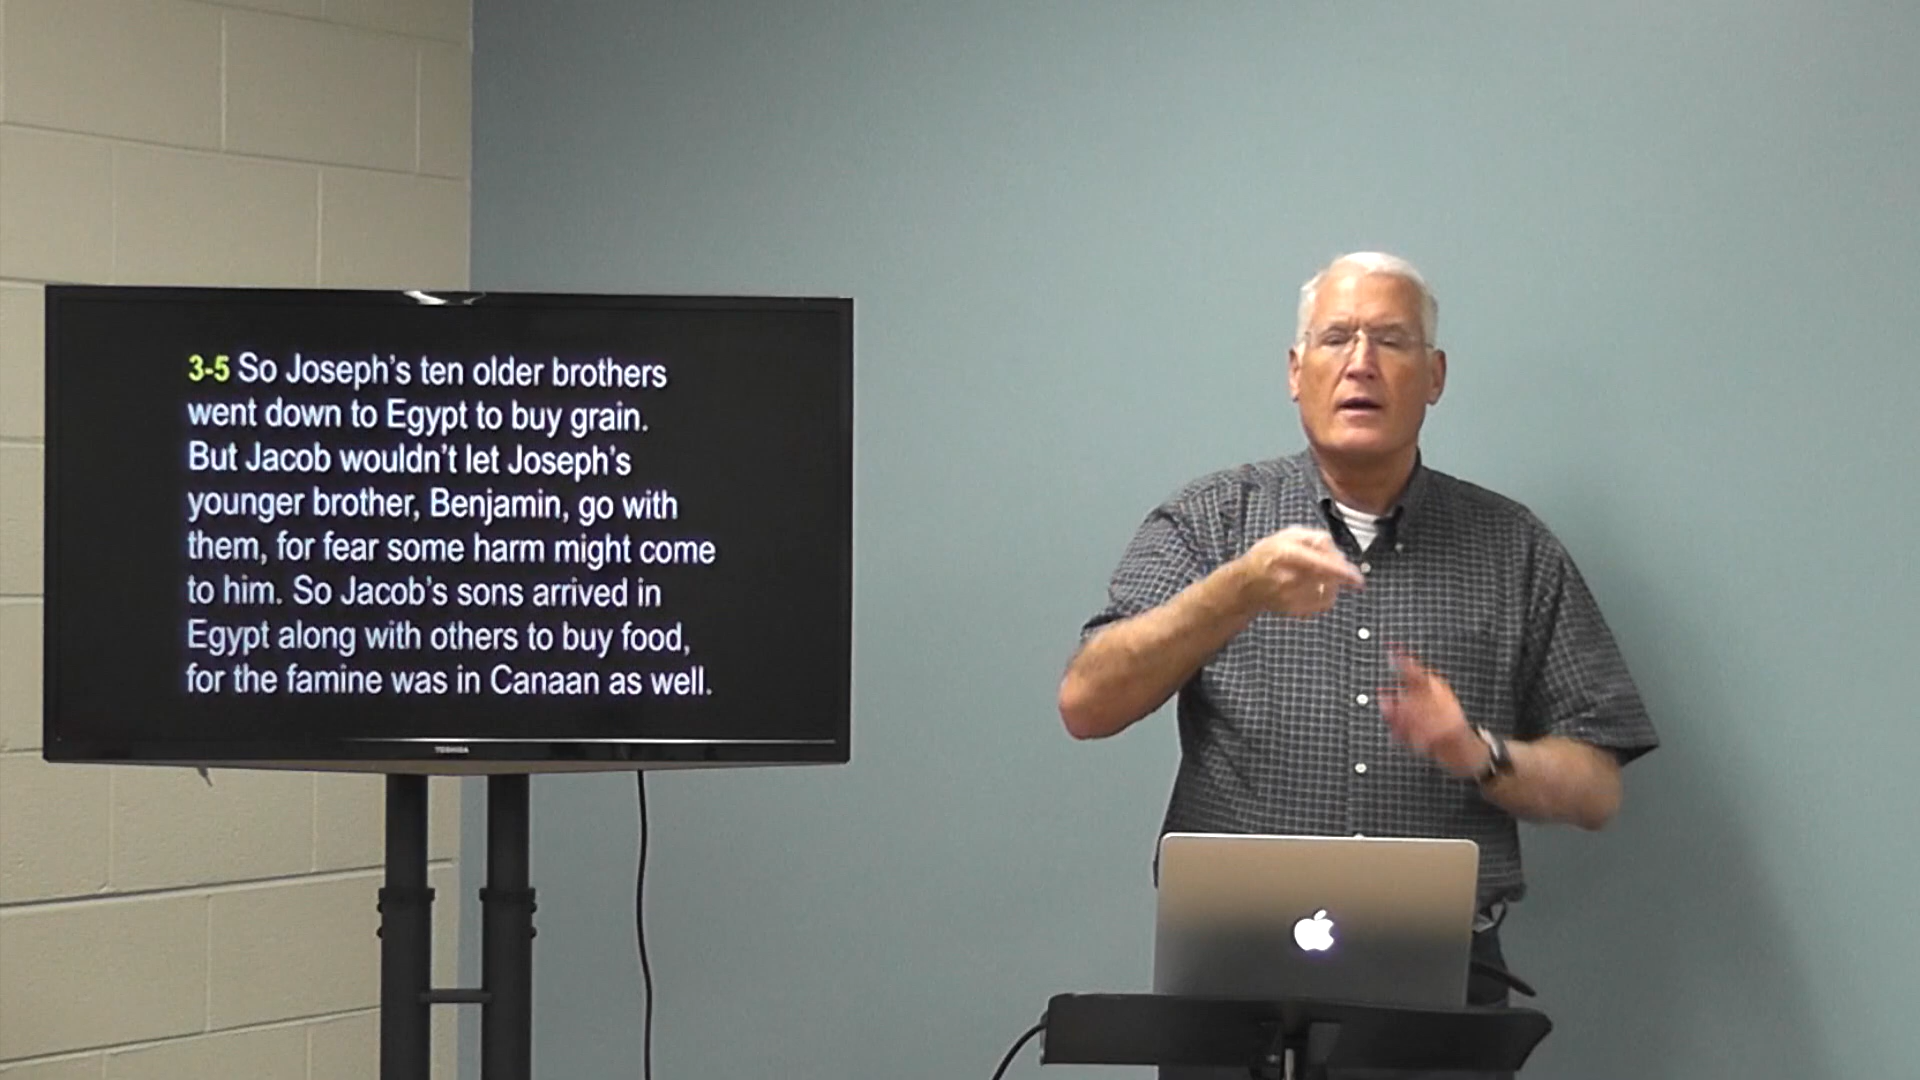 3-5 So Joseph's ten older brothers
went down to Egypt to buy grain.
But Jacob wouldn't let Joseph's
younger brother, Benjamin, go with
them, for fear some harm might come
to him. So Jacob's sons arrived in
Egypt along with others to buy food,
for the famine was in Canaan as well.
TOSHIBA